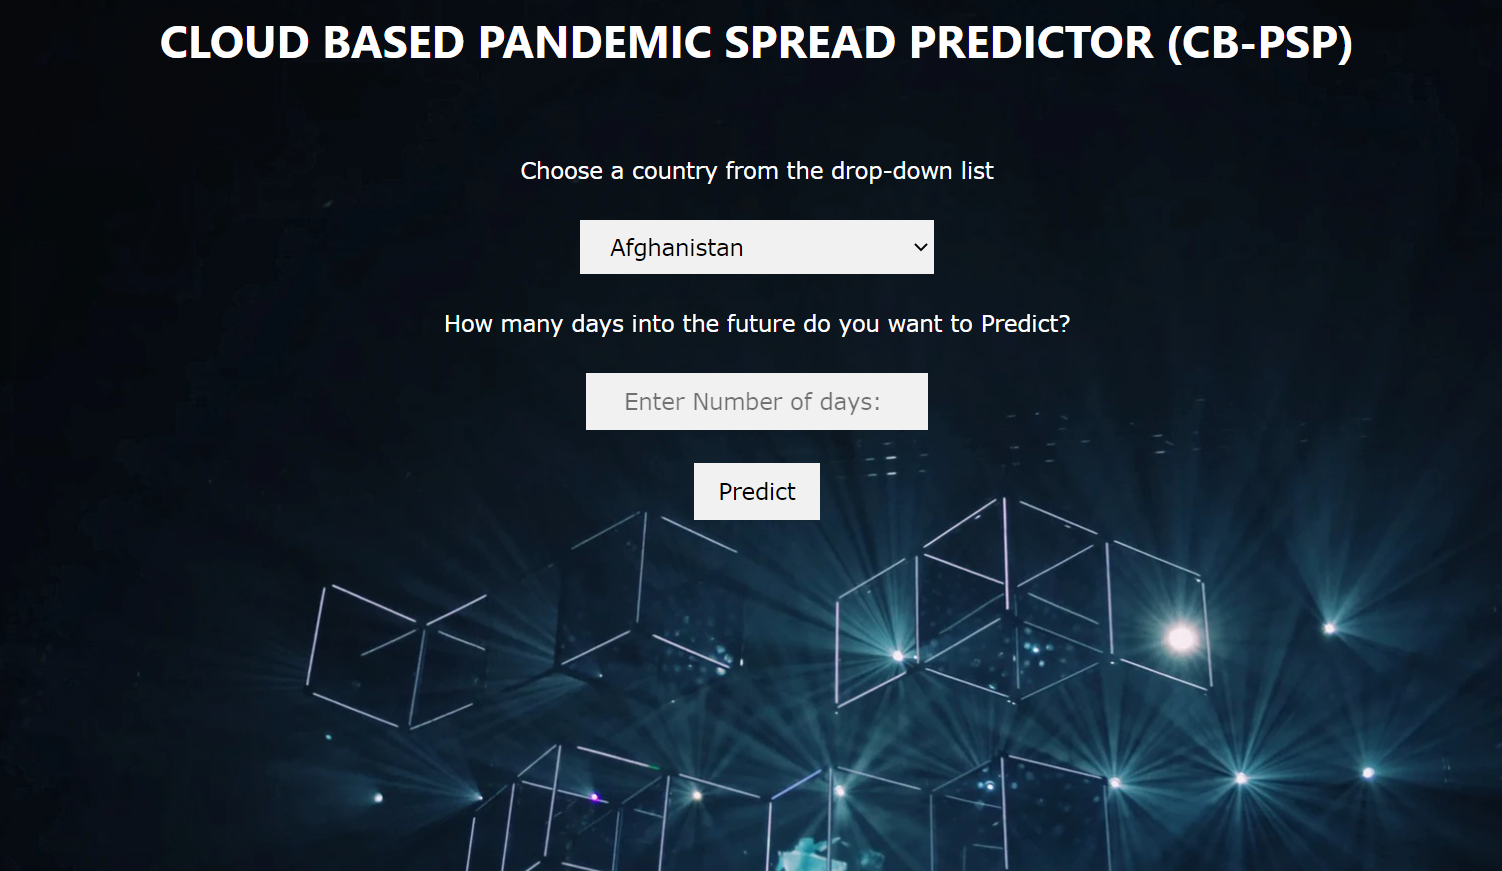 CLOUD BASED PANDEMIC SPREAD PREDICTOR (CB-PSP)
Choose a country from the drop-down list
Afghanistan
How many days into the future do you want to Predict?
Enter Number of days:
Predict